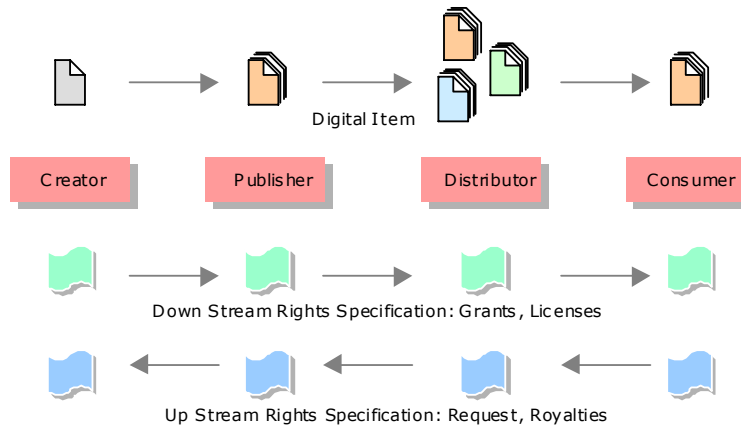 Digital Item
Creator
Publisher
Distributor
Consumer
Down Stream Rights Specification: Grants, Licenses
Up Stream Rights Specification: Request, Royalties